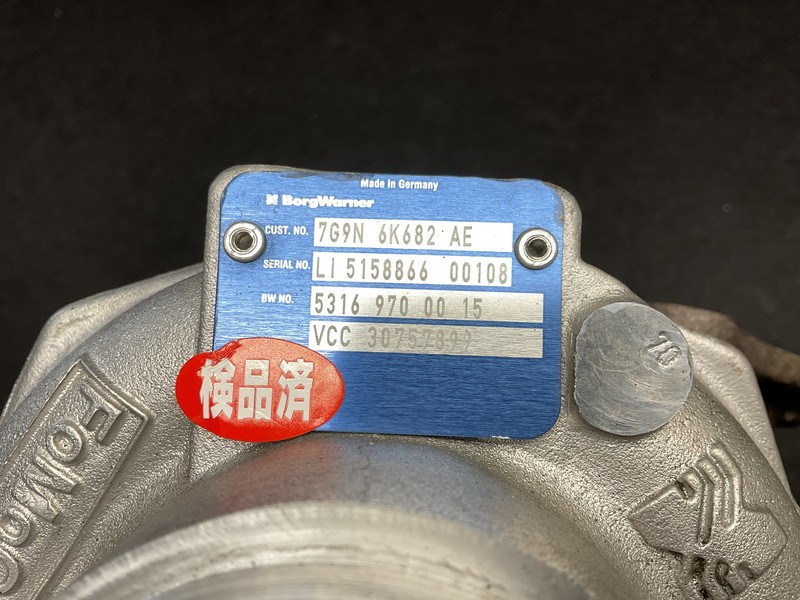 Made In Germany
BorgWarner
CUST. NO. 7G9N 6K682 AE
SERIAL NO. LI 5158866 00108
BW NO. 5316 970 00 15
VCC
検品済
FoMoCo